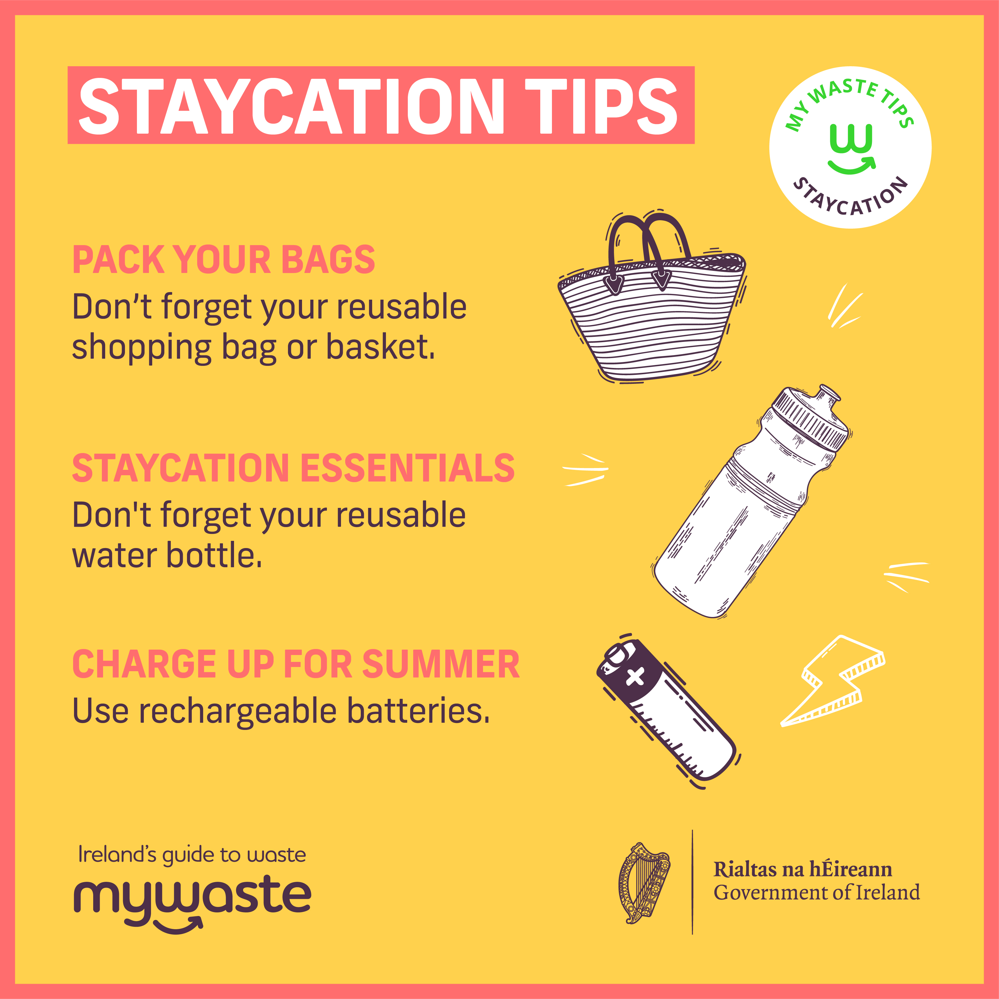 STAYCATION TIPS
MY WASTE TIPS
w
STAYCATION
PACK YOUR BAGS
Don’t forget your reusable
shopping bag or basket.
STAYCATION ESSENTIALS
Don't forget your reusable
water bottle.
CHARGE UP FOR SUMMER
Use rechargeable batteries.
Ireland’s guide to waste
mywaste
Rialtas na hÉireann
Government of Ireland